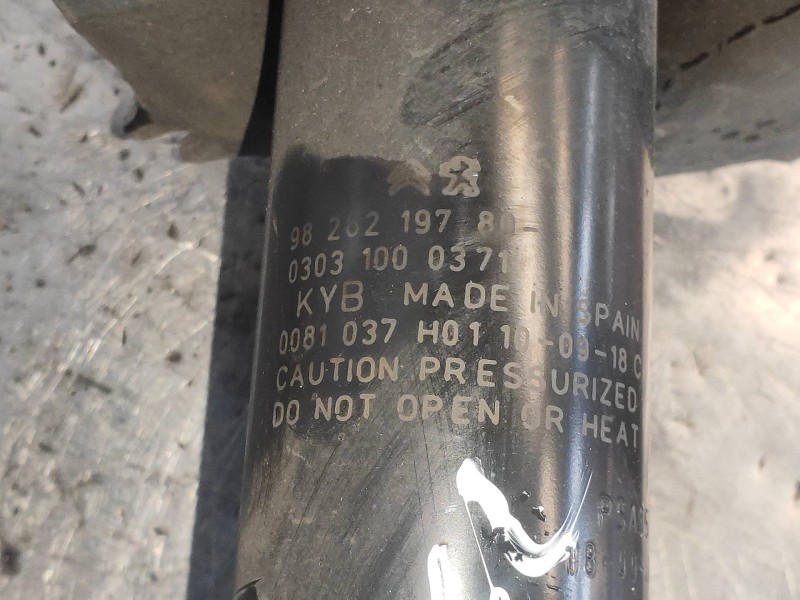 98 202 197 80
0303 100 0371
KYB MADE IN SPAIN
0081 037 H01 10-09-18 C
CAUTION PRESSURIZED
DO NOT OPEN OR HEAT